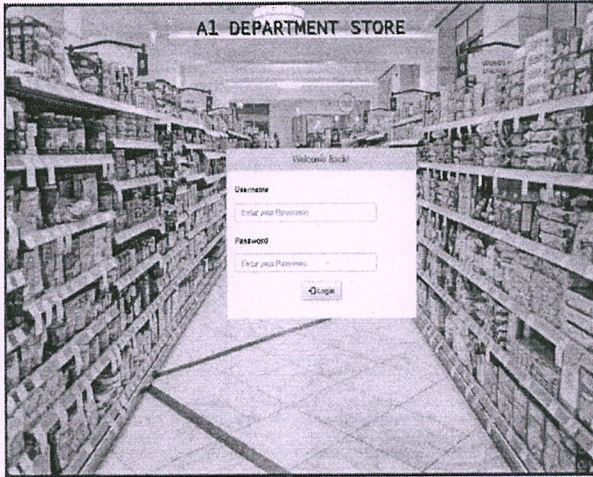 A1 DEPARTMENT STORE
Welcome Back!
Username
Enter your Username
Password
Enter your Password
Login